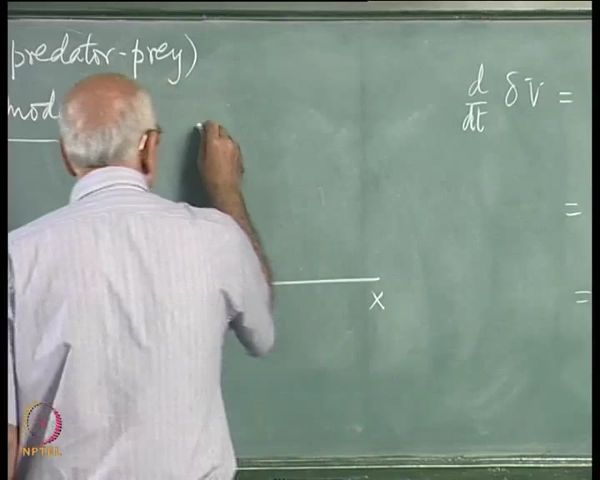 predator-prey)
mod
d/dt δV =
=
x
=
NPTEL